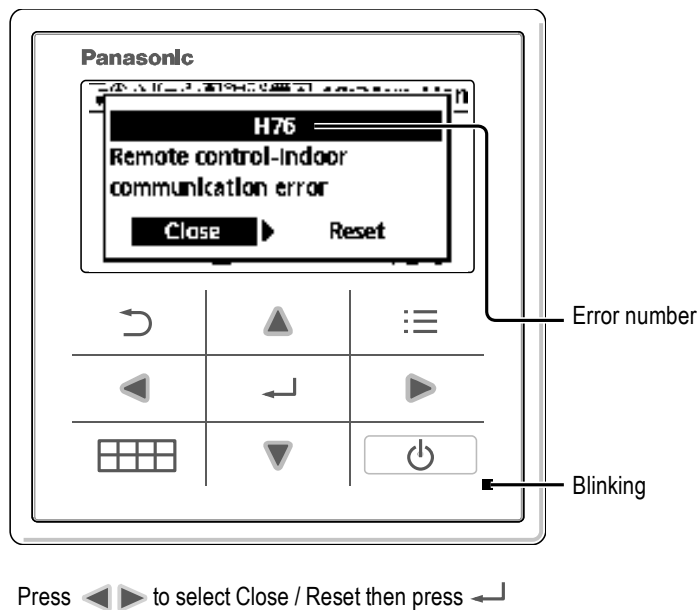 Panasonic
H76
Remote control-Indoor
communication error
Close Reset
Error number
Blinking
Press to select Close / Reset then press